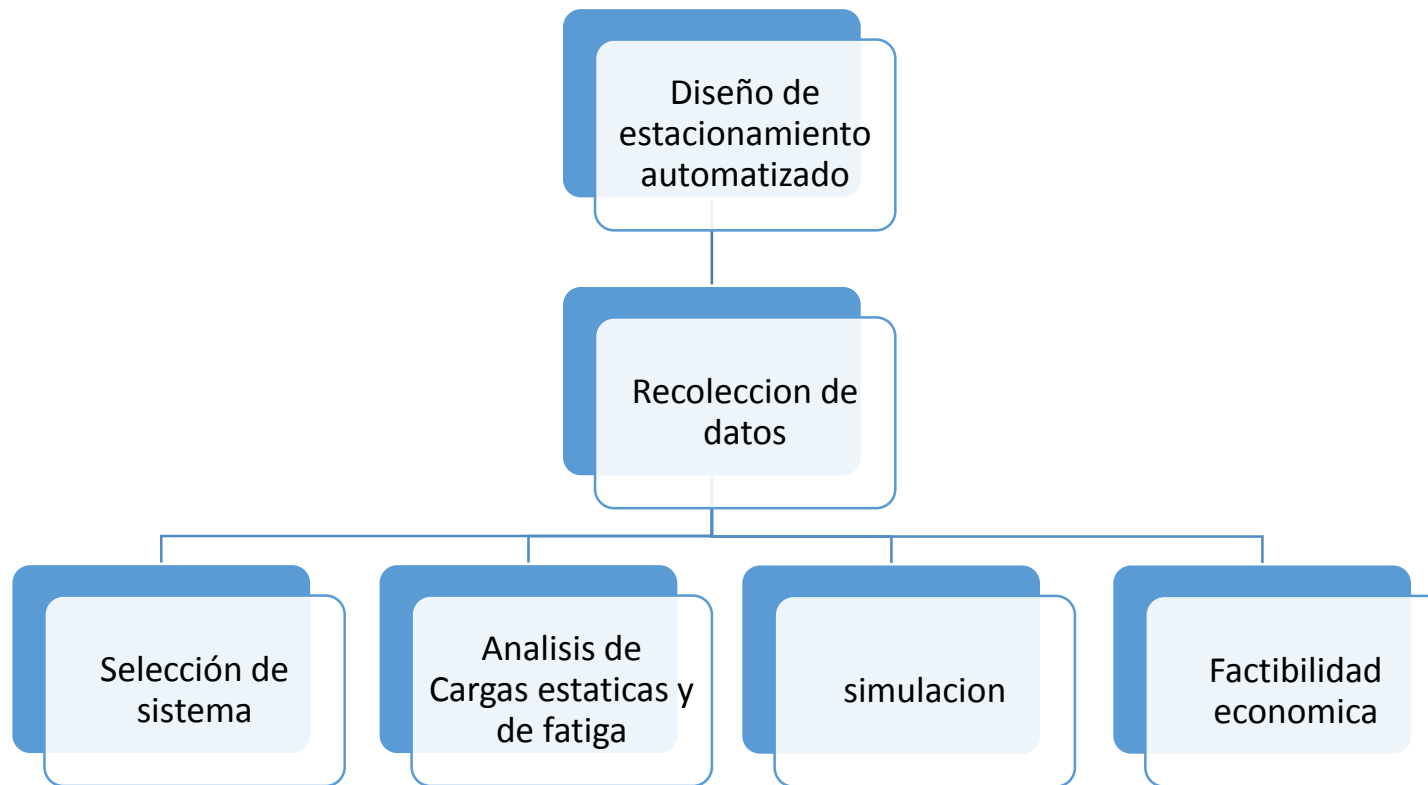 Diseño de
estacionamiento
automatizado
Recoleccion de
datos
Selección de
sistema
Analisis de
Cargas estaticas y
de fatiga
simulacion
Factibilidad
economica